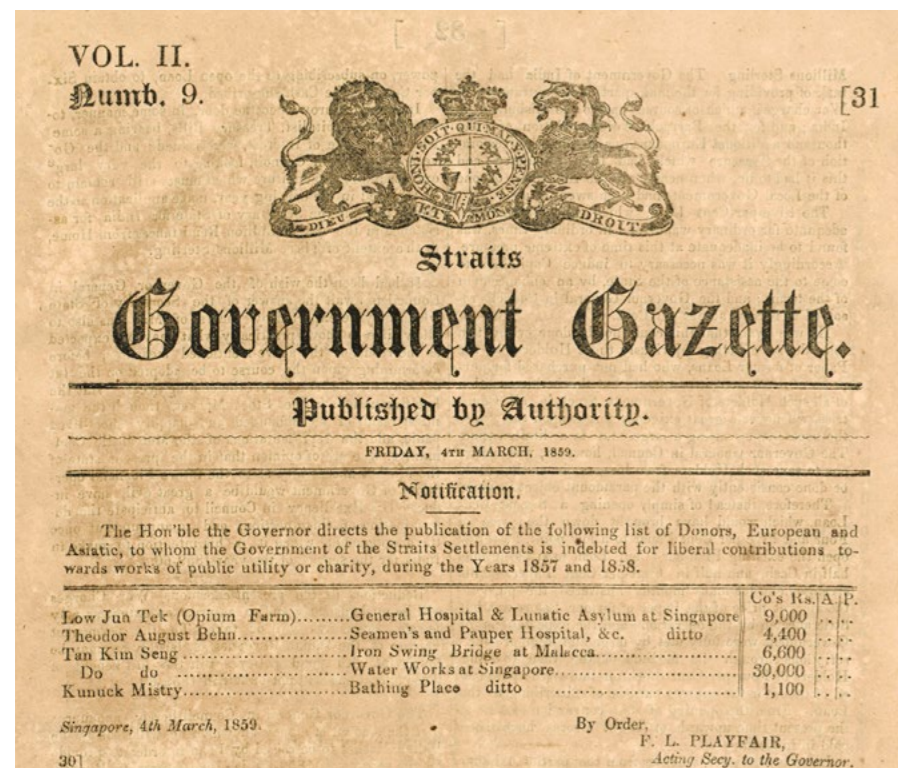 VOL. II.
Numb. 9.
[31
HONI·SOIT·QUI·MAL·Y·PENSE
DIEU ET MON DROIT
Straits
Government Gazette.
Published by Authority.
FRIDAY, 4TH MARCH, 1859.
Notification.
The Hon'ble the Governor directs the publication of the following list of Donors, European and
Asiatic, to whom the Government of the Straits Settlements is indebted for liberal contributions to-
wards works of public utility or charity, during the Years 1857 and 1858.
Co's Rs. A. P.
Low Jun Tek (Opium Farm).........General Hospital & Lunatic Asylum at Singapore 9,000 .. ..
Theodor August Behn................Seamen's and Pauper Hospital, &c. ditto 4,400 .. ..
Tan Kim Seng ........................Iron Swing Bridge at Malacca..................... 6,600 .. ..
Do do ........................Water Works at Singapore........................... 30,000 .. ..
Kunuck Mistry........................Bathing Place ditto ........................... 1,100 .. ..
Singapore, 4th March, 1859. By Order,
F. L. PLAYFAIR,
30] Acting Secy. to the Governor.